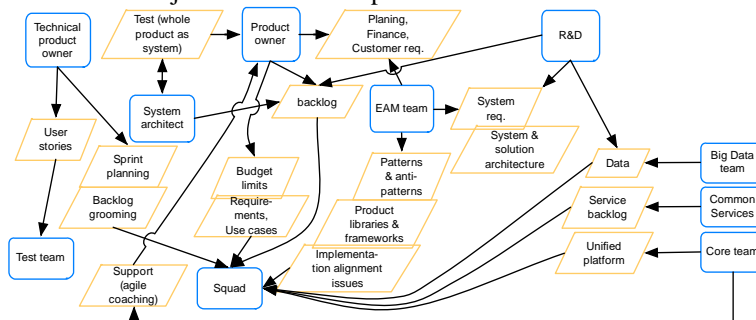 Technical
product
owner
Test (whole
product as
system)
Product
owner
Planing,
Finance,
Customer req.
R&D
System
architect
backlog
EAM team
System
req.
System &
solution
architecture
User
stories
Sprint
planning
Backlog
grooming
Budget
limits
Require-
ments,
Use cases
Patterns
& anti-
patterns
Product
libraries &
frameworks
Implementa-
tion alignment
issues
Data
Big Data
team
Service
backlog
Common
Services
Unified
platform
Core team
Test team
Support
(agile
coaching)
Squad